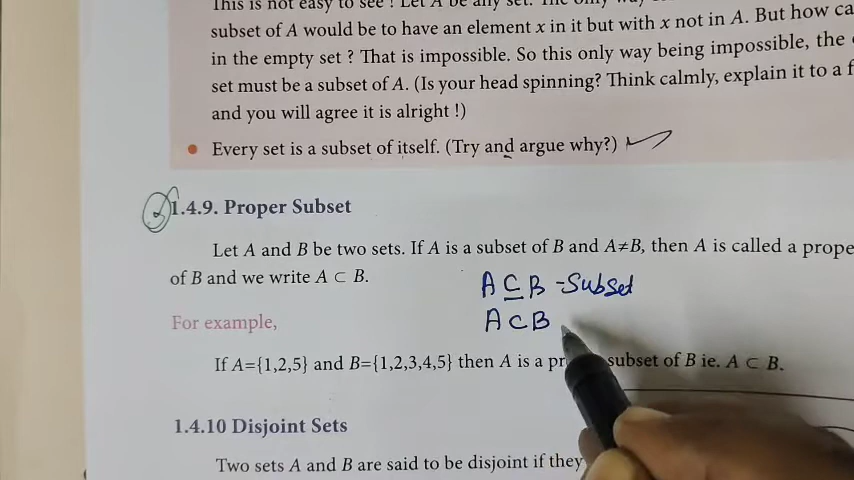 This is not easy to see ! Let A be any set. The only way
subset of A would be to have an element x in it but with x not in A. But how ca
in the empty set ? That is impossible. So this only way being impossible, the
set must be a subset of A. (Is your head spinning? Think calmly, explain it to a f
and you will agree it is alright !)
• Every set is a subset of itself. (Try and argue why?)
1.4.9. Proper Subset
Let A and B be two sets. If A is a subset of B and A≠B, then A is called a prope
of B and we write A ⊂ B.
A ⊆ B - Subset
A ⊂ B
For example,
If A={1,2,5} and B={1,2,3,4,5} then A is a pr subset of B ie. A ⊂ B.
1.4.10 Disjoint Sets
Two sets A and B are said to be disjoint if they